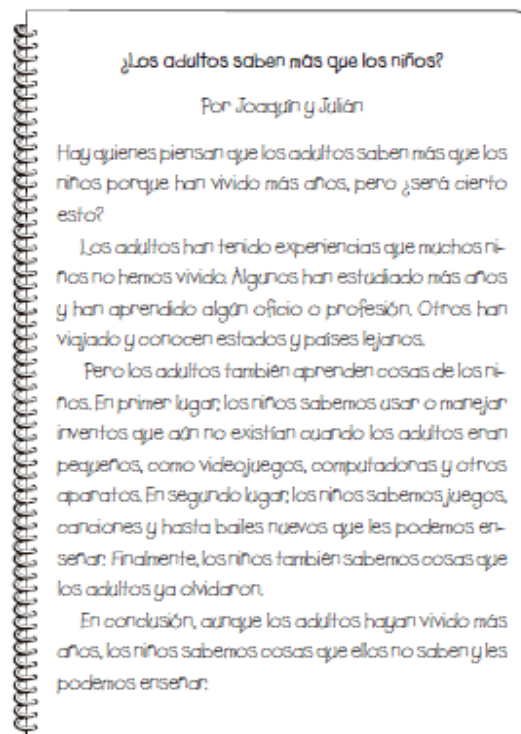 ¿Los adultos saben más que los niños?
Por Joaquín y Julián
Hay quienes piensan que los adultos saben más que los
niños porque han vivido más años, pero ¿será cierto
esto?
Los adultos han tenido experiencias que muchos ni-
ños no hemos vivido. Algunos han estudiado más años
y han aprendido algún oficio o profesión. Otros han
viajado y conocen estados y países lejanos.
Pero los adultos también aprenden cosas de los ni-
ños. En primer lugar, los niños sabemos usar o manejar
inventos que aún no existían cuando los adultos eran
pequeños, como videojuegos, computadoras y otros
aparatos. En segundo lugar, los niños sabemos juegos,
canciones y hasta bailes nuevos que les podemos en-
señar. Finalmente, los niños también sabemos cosas que
los adultos ya olvidaron.
En conclusión, aunque los adultos hayan vivido más
años, los niños sabemos cosas que ellos no saben y les
podemos enseñar.